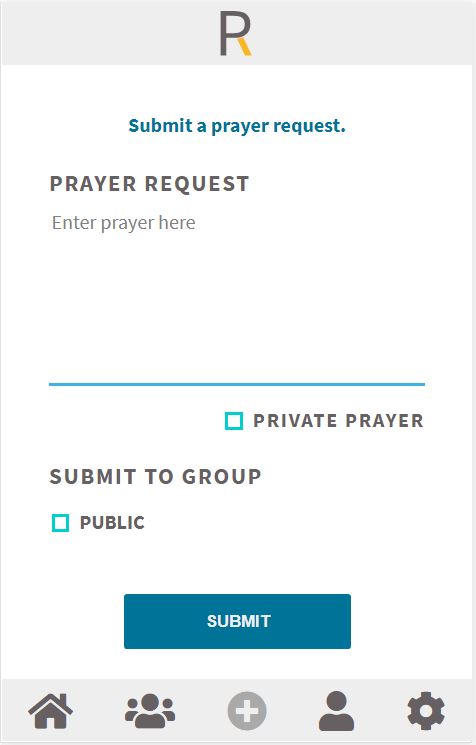 R
Submit a prayer request.
PRAYER REQUEST
Enter prayer here
PRIVATE PRAYER
SUBMIT TO GROUP
PUBLIC
SUBMIT